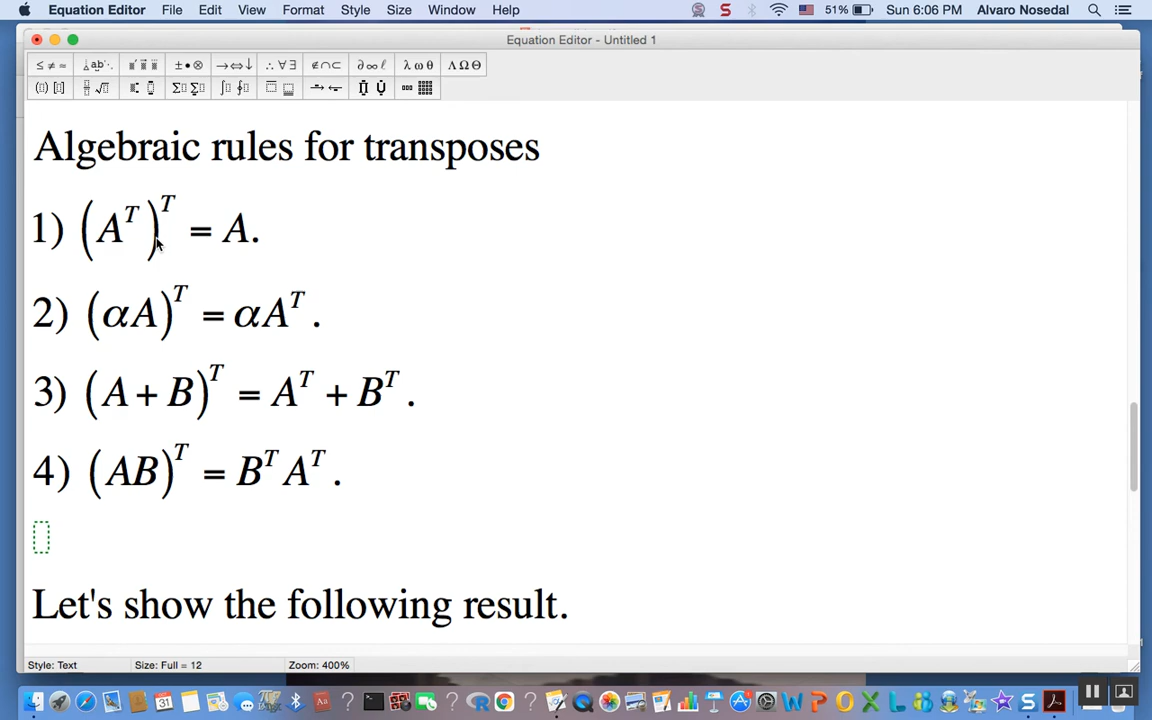 Equation Editor File Edit View Format Style Size Window Help 51% Sun 6:06 PM Alvaro Nosedal
Equation Editor - Untitled 1
Algebraic rules for transposes
1) (A^T)^T = A.
2) (αA)^T = αA^T.
3) (A + B)^T = A^T + B^T.
4) (AB)^T = B^T A^T.
Let's show the following result.
Style: Text Size: Full = 12 Zoom: 400%